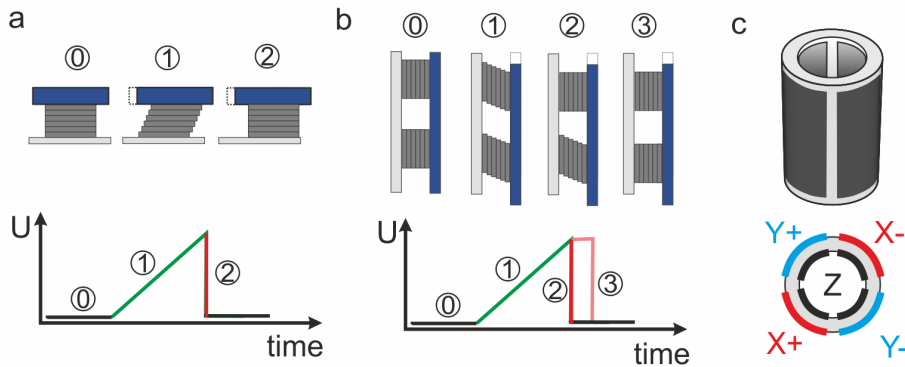 a
⓪ ① ②
U
①
②
⓪
time
b
⓪ ① ② ③
U
①
② ③
⓪
time
c
Y+ X-
Z
X+ Y-